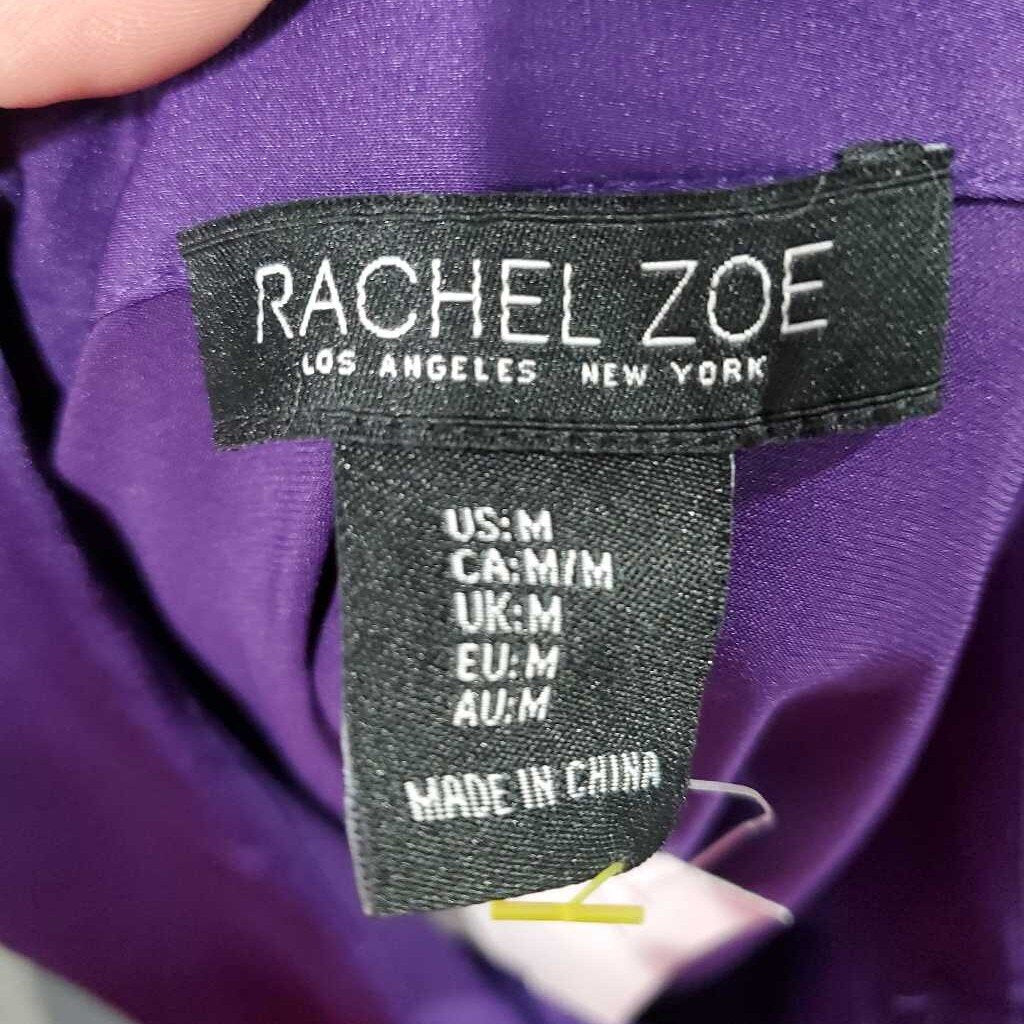 RACHEL ZOE
LOS ANGELES NEW YORK
US:M
CA:M/M
UK:M
EU:M
AU:M
MADE IN CHINA